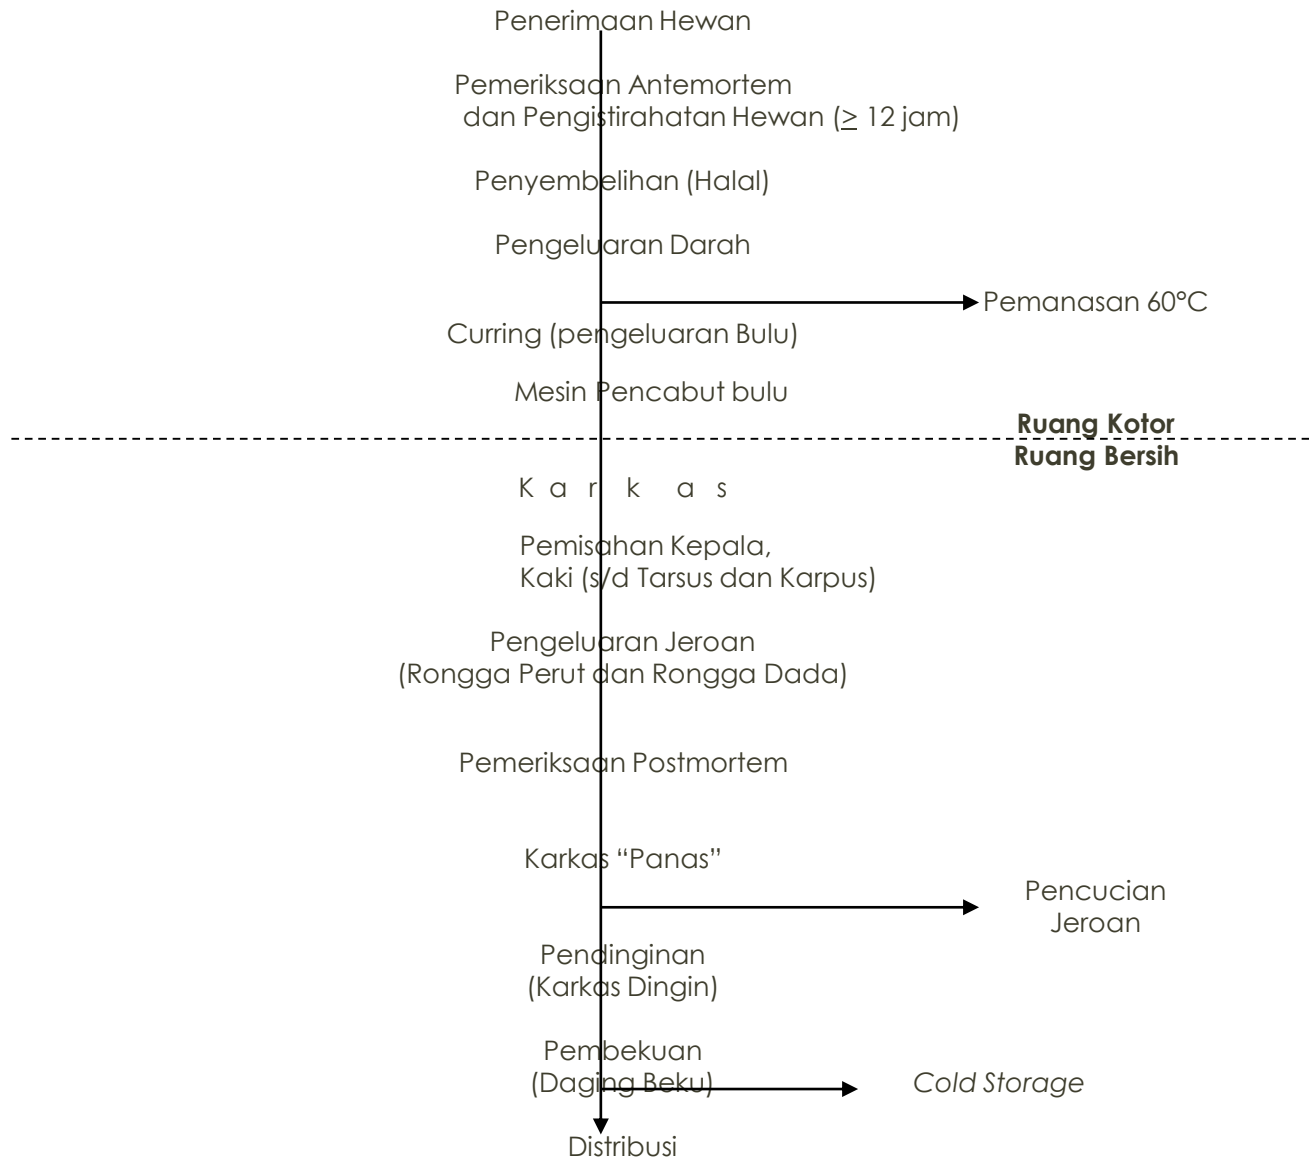 Penerimaan Hewan
Pemeriksaan Antemortem
dan Pengistirahatan Hewan (≥ 12 jam)
Penyembelihan (Halal)
Pengeluaran Darah
Pemanasan 60°C
Curring (pengeluaran Bulu)
Mesin Pencabut bulu
Ruang Kotor
Ruang Bersih
K a r k a s
Pemisahan Kepala,
Kaki (s/d Tarsus dan Karpus)
Pengeluaran Jeroan
(Rongga Perut dan Rongga Dada)
Pemeriksaan Postmortem
Karkas “Panas”
Pencucian
Jeroan
Pendinginan
(Karkas Dingin)
Pembekuan
(Daging Beku)
Cold Storage
Distribusi